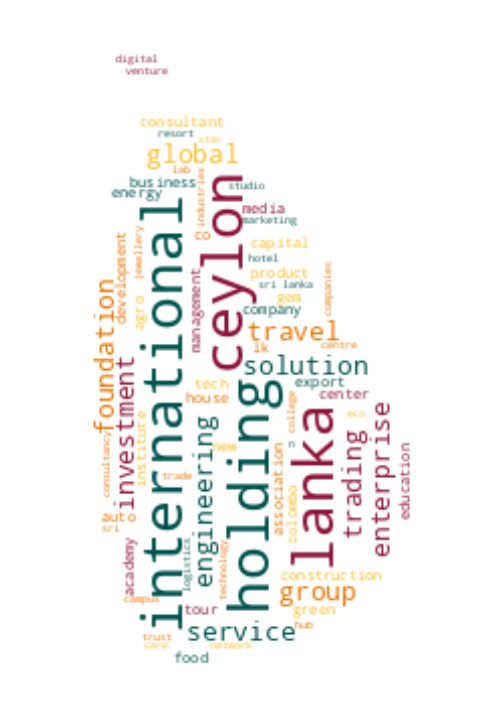 digital
venture
consultant
resort
star
global
lab
business
energy
studio
industries
media
marketing
co
ceylon
international
capital
hotel
jewellery
development
management
product
sri lanka
companies
gem
agro
company
foundation
travel
lk
centre
investment
solution
tech
export
house
center
holding
college
eco
lanka
institute
engineering
new
n
consultancy
trade
trading
enterprise
education
association
colombo
auto
sri
academy
logistics
technology
construction
campus
group
tour
green
hub
service
trust
care
network
food